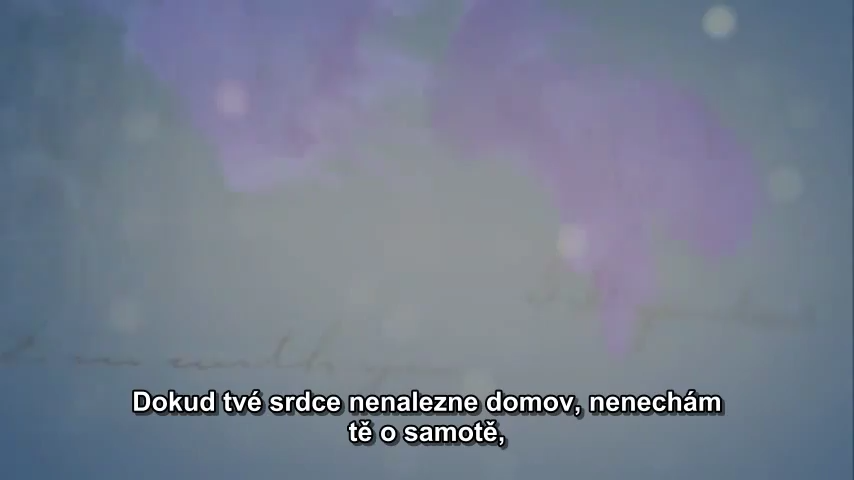 Dokud tvé srdce nenalezne domov, nenechám
tě o samotě,